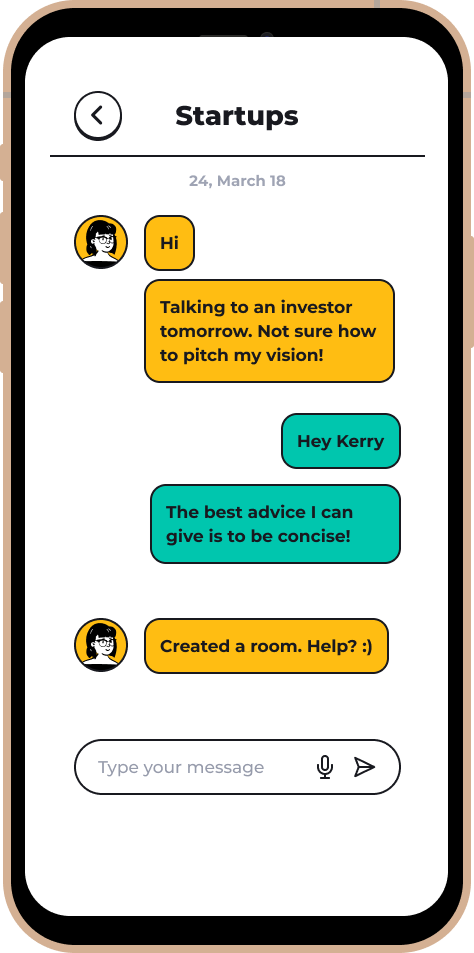 Startups
24, March 18
Hi
Talking to an investor
tomorrow. Not sure how
to pitch my vision!
Hey Kerry
The best advice I can
give is to be concise!
Created a room. Help? :)
Type your message